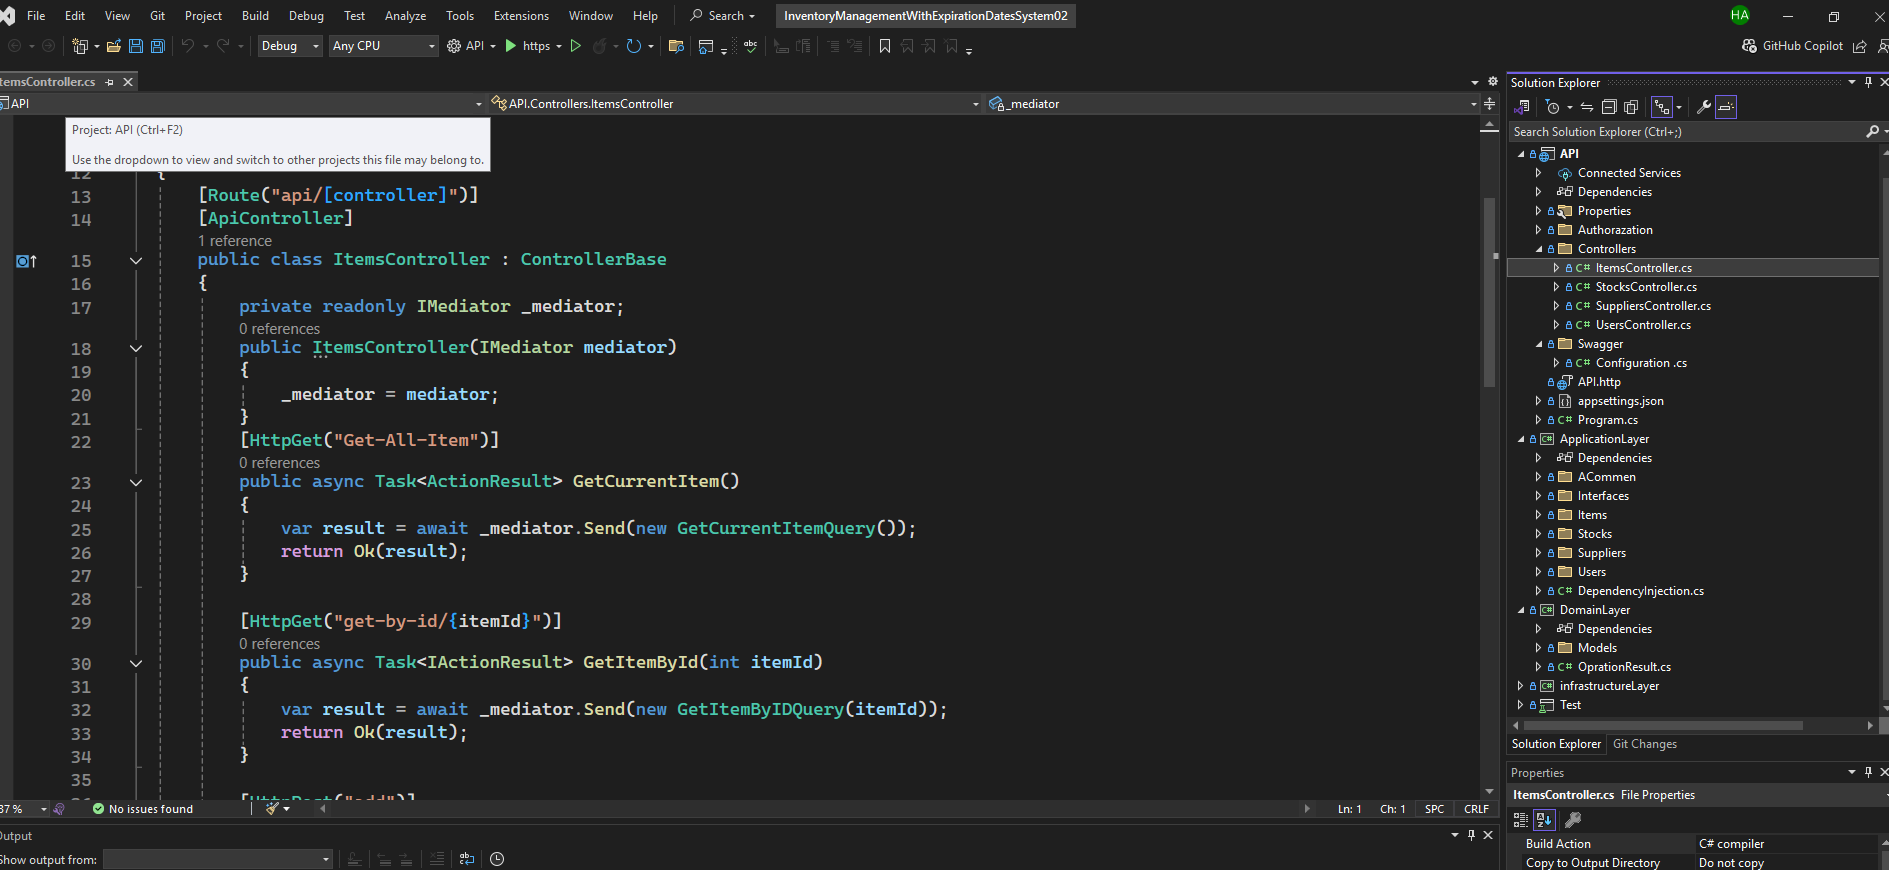 File Edit View Git Project Build Debug Test Analyze Tools Extensions Window Help Search InventoryManagementWithExpirationDatesSystem02 HA
Debug Any CPU API https abc GitHub Copilot
temsController.cs
API API.Controllers.ItemsController _mediator
Project: API (Ctrl+F2)
Use the dropdown to view and switch to other projects this file may belong to.
12 {
13 [Route("api/[controller]")]
14 [ApiController]
1 reference
15 public class ItemsController : ControllerBase
16 {
17 private readonly IMediator _mediator;
0 references
18 public ItemsController(IMediator mediator)
19 {
20 _mediator = mediator;
21 }
22 [HttpGet("Get-All-Item")]
0 references
23 public async Task<ActionResult> GetCurrentItem()
24 {
25 var result = await _mediator.Send(new GetCurrentItemQuery());
26 return Ok(result);
27 }
28
29 [HttpGet("get-by-id/{itemId}")]
0 references
30 public async Task<IActionResult> GetItemById(int itemId)
31 {
32 var result = await _mediator.Send(new GetItemByIDQuery(itemId));
33 return Ok(result);
34 }
35
[HttpPost("add")]
37 % No issues found Ln: 1 Ch: 1 SPC CRLF
Output
Show output from:
Solution Explorer
Search Solution Explorer (Ctrl+;)
API
Connected Services
Dependencies
Properties
Authorazation
Controllers
C# ItemsController.cs
C# StocksController.cs
C# SuppliersController.cs
C# UsersController.cs
Swagger
C# Configuration .cs
API.http
appsettings.json
C# Program.cs
C# ApplicationLayer
Dependencies
ACommen
Interfaces
Items
Stocks
Suppliers
Users
C# DependencyInjection.cs
C# DomainLayer
Dependencies
Models
C# OprationResult.cs
C# infrastructureLayer
Test
Solution Explorer Git Changes
Properties
ItemsController.cs File Properties
Build Action C# compiler
Copy to Output Directory Do not copy